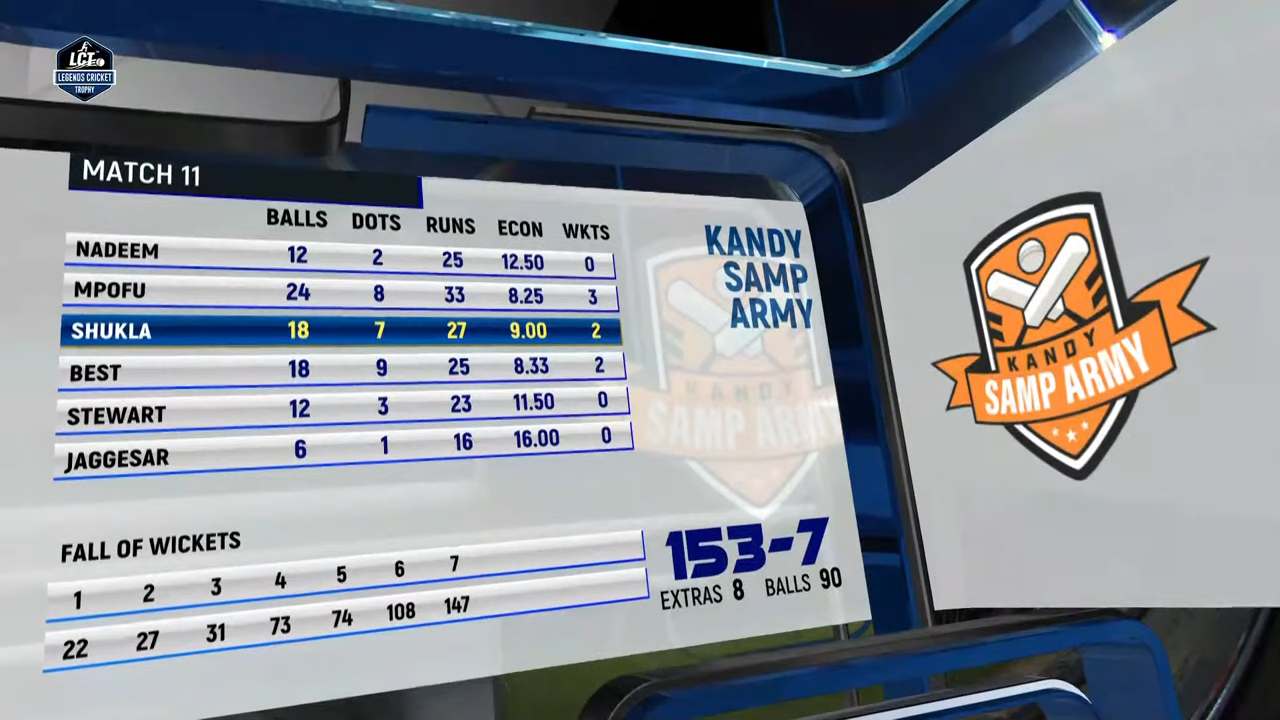 LCT
LEGENDS CRICKET
TROPHY
MATCH 11
BALLS DOTS RUNS ECON WKTS
NADEEM 12 2 25 12.50 0
MPOFU 24 8 33 8.25 3
SHUKLA 18 7 27 9.00 2
BEST 18 9 25 8.33 2
STEWART 12 3 23 11.50 0
JAGGESAR 6 1 16 16.00 0
KANDY
SAMP
ARMY
KANDY
SAMP ARMY
FALL OF WICKETS
1 2 3 4 5 6 7
22 27 31 73 74 108 147
153-7
EXTRAS 8 BALLS 90
KANDY
SAMP ARMY